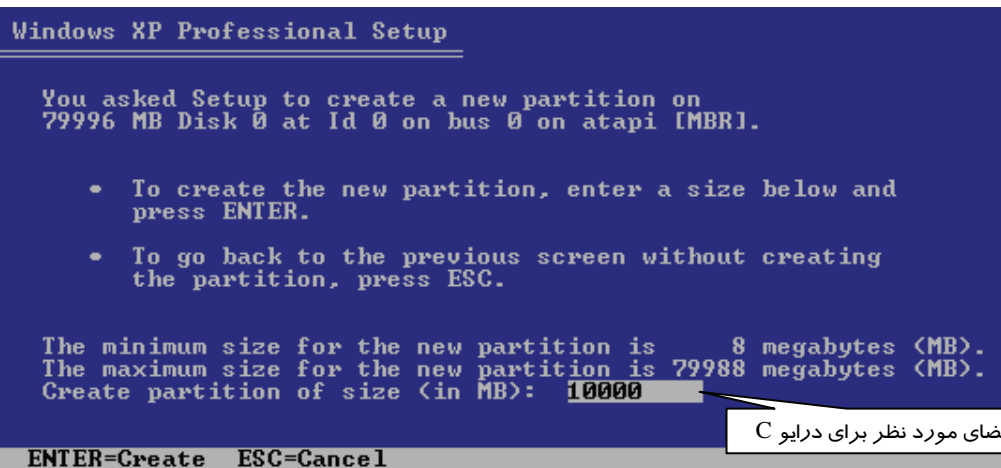 Windows XP Professional Setup
You asked Setup to create a new partition on
79996 MB Disk 0 at Id 0 on bus 0 on atapi [MBR].
• To create the new partition, enter a size below and
press ENTER.
• To go back to the previous screen without creating
the partition, press ESC.
The minimum size for the new partition is 8 megabytes (MB).
The maximum size for the new partition is 79988 megabytes (MB).
Create partition of size (in MB): 10000
مورد نظر برای درایو C
ENTER=Create ESC=Cancel